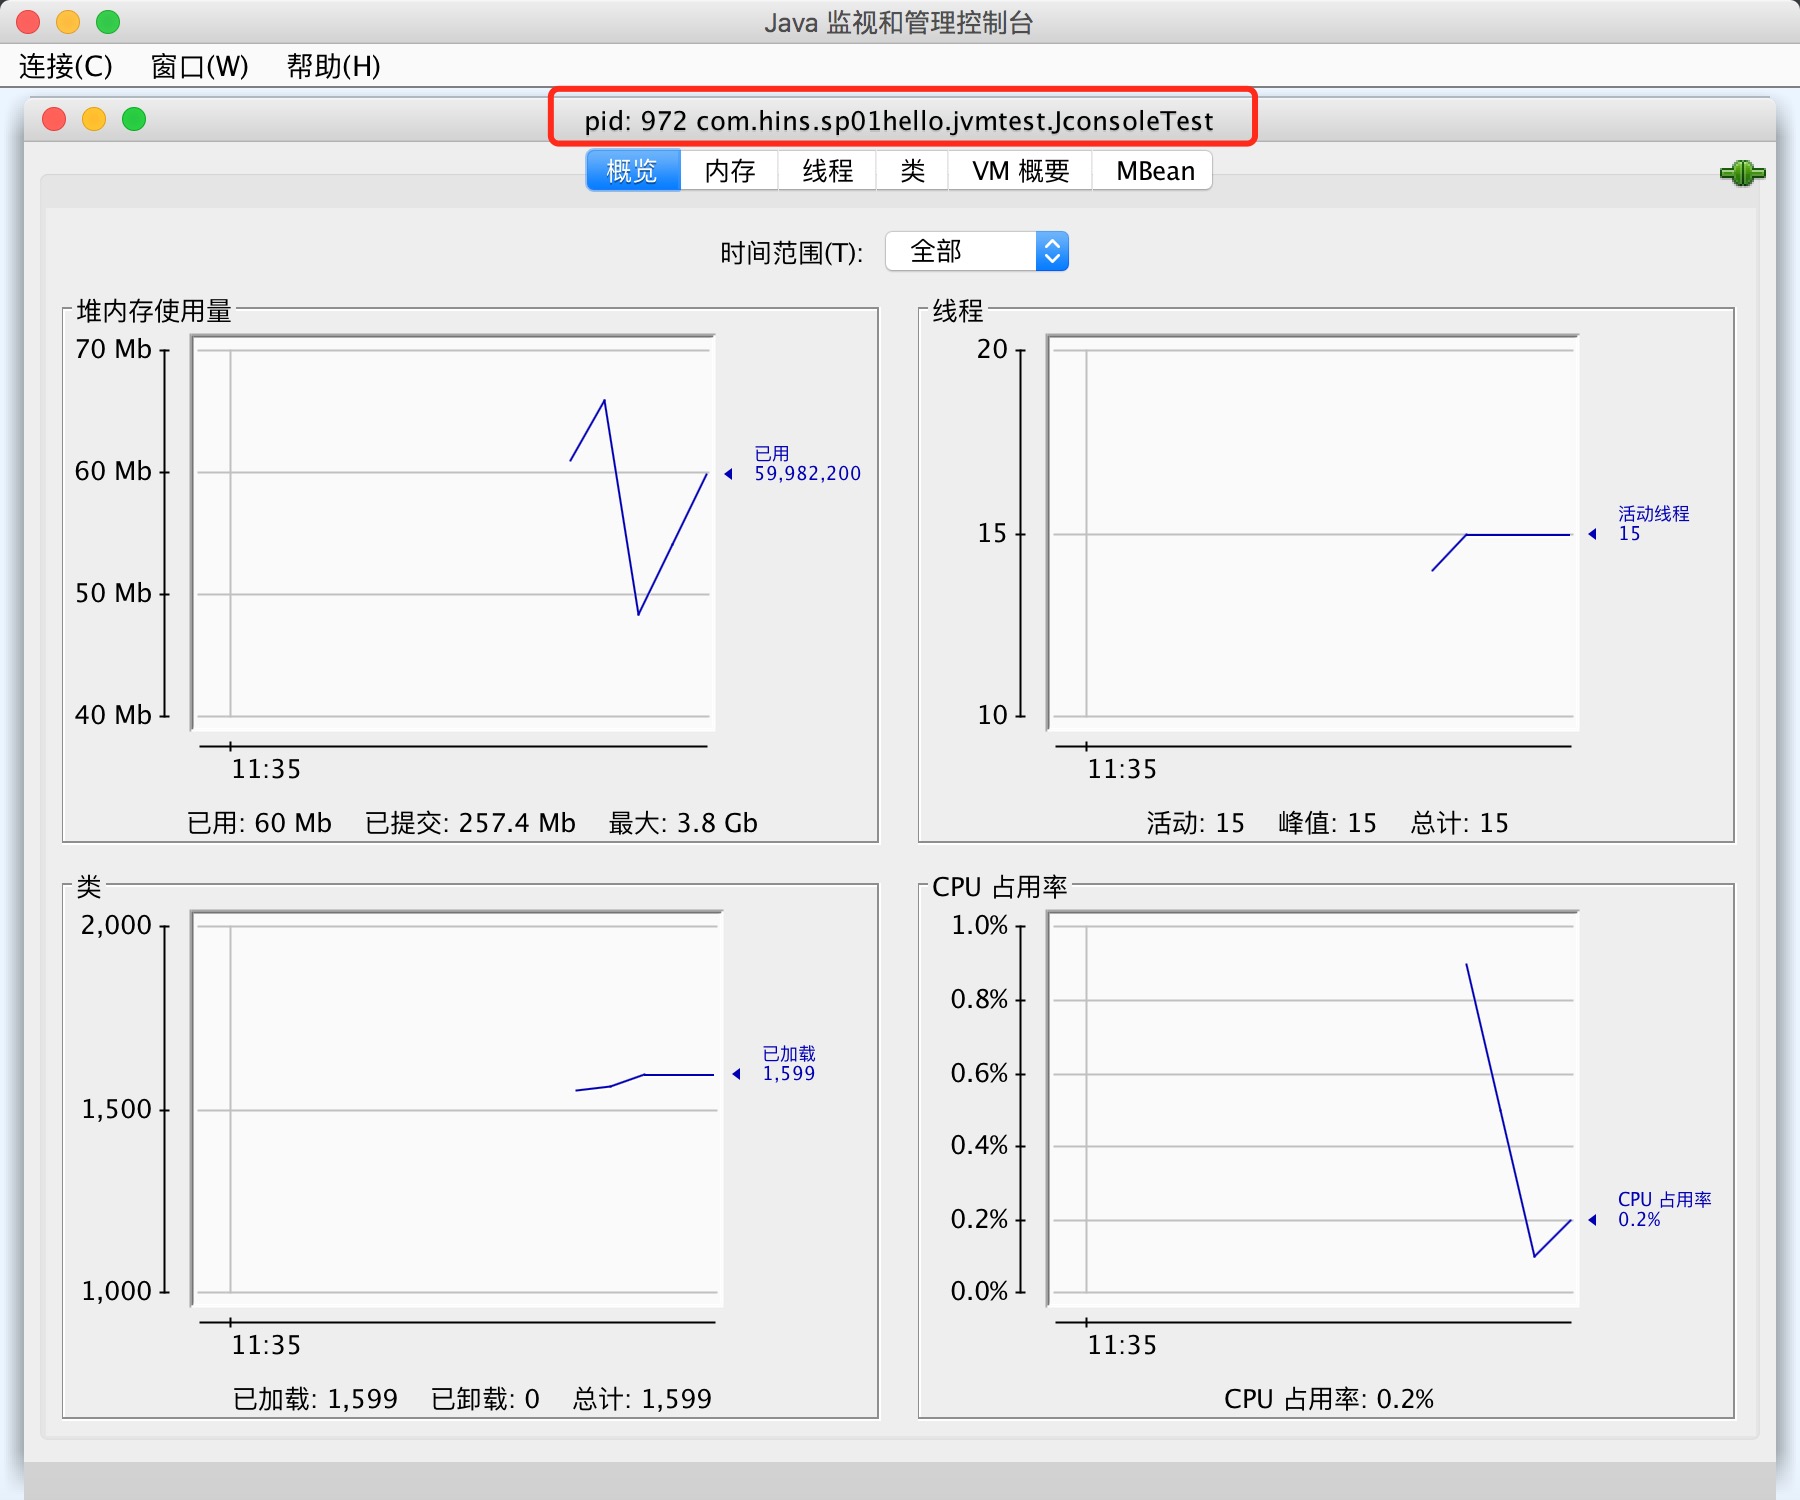 Java 监视和管理控制台
连接(C) 窗口(W) 帮助(H)
pid: 972 com.hins.sp01hello.jvmtest.JconsoleTest
概览 内存 线程 类 VM 概要 MBean
时间范围(T): 全部
堆内存使用量
70 Mb
60 Mb
50 Mb
40 Mb
已用
59,982,200
11:35
已用: 60 Mb 已提交: 257.4 Mb 最大: 3.8 Gb
线程
20
15
10
活动线程
15
11:35
活动: 15 峰值: 15 总计: 15
类
2,000
1,500
1,000
已加载
1,599
11:35
已加载: 1,599 已卸载: 0 总计: 1,599
CPU 占用率
1.0%
0.8%
0.6%
0.4%
0.2%
0.0%
CPU 占用率
0.2%
11:35
CPU 占用率: 0.2%